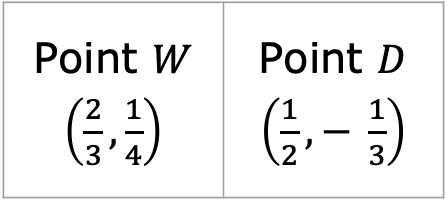 Point W
(2/3, 1/4)
Point D
(1/2, − 1/3)